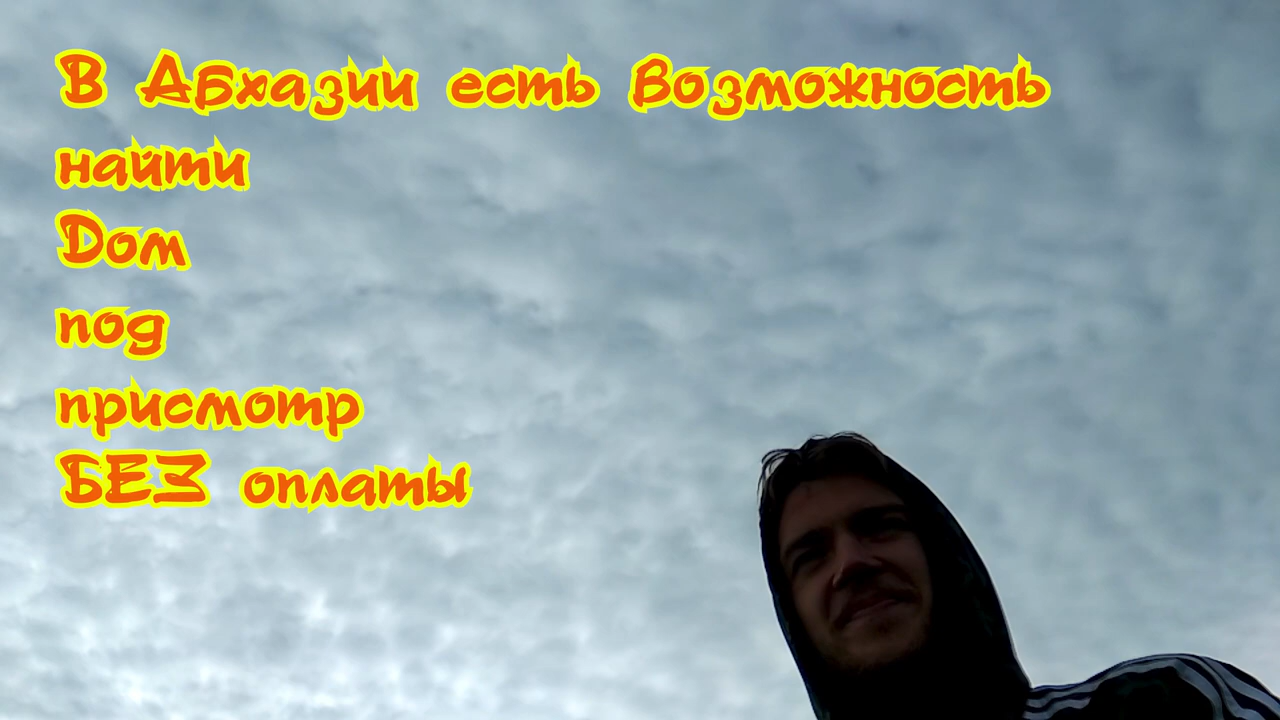 В Абхазии есть Возможность
найти
Дом
под
присмотр
БЕЗ оплаты